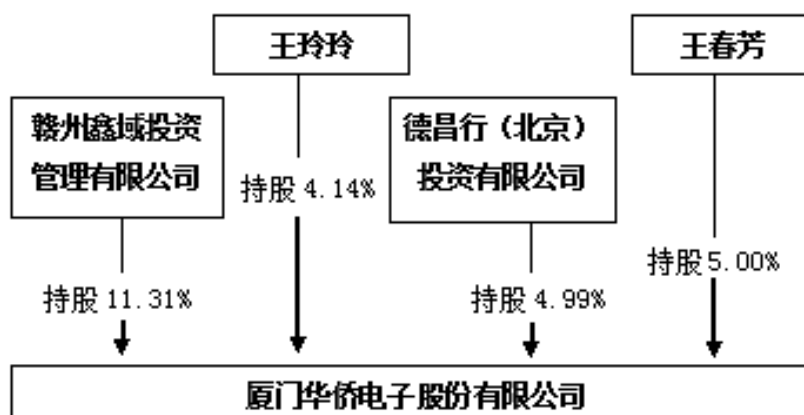 王玲玲
王春芳
赣州鑫域投资
管理有限公司
德昌行（北京）
投资有限公司
持股 4.14%
持股 5.00%
持股 11.31%
持股 4.99%
厦门华侨电子股份有限公司